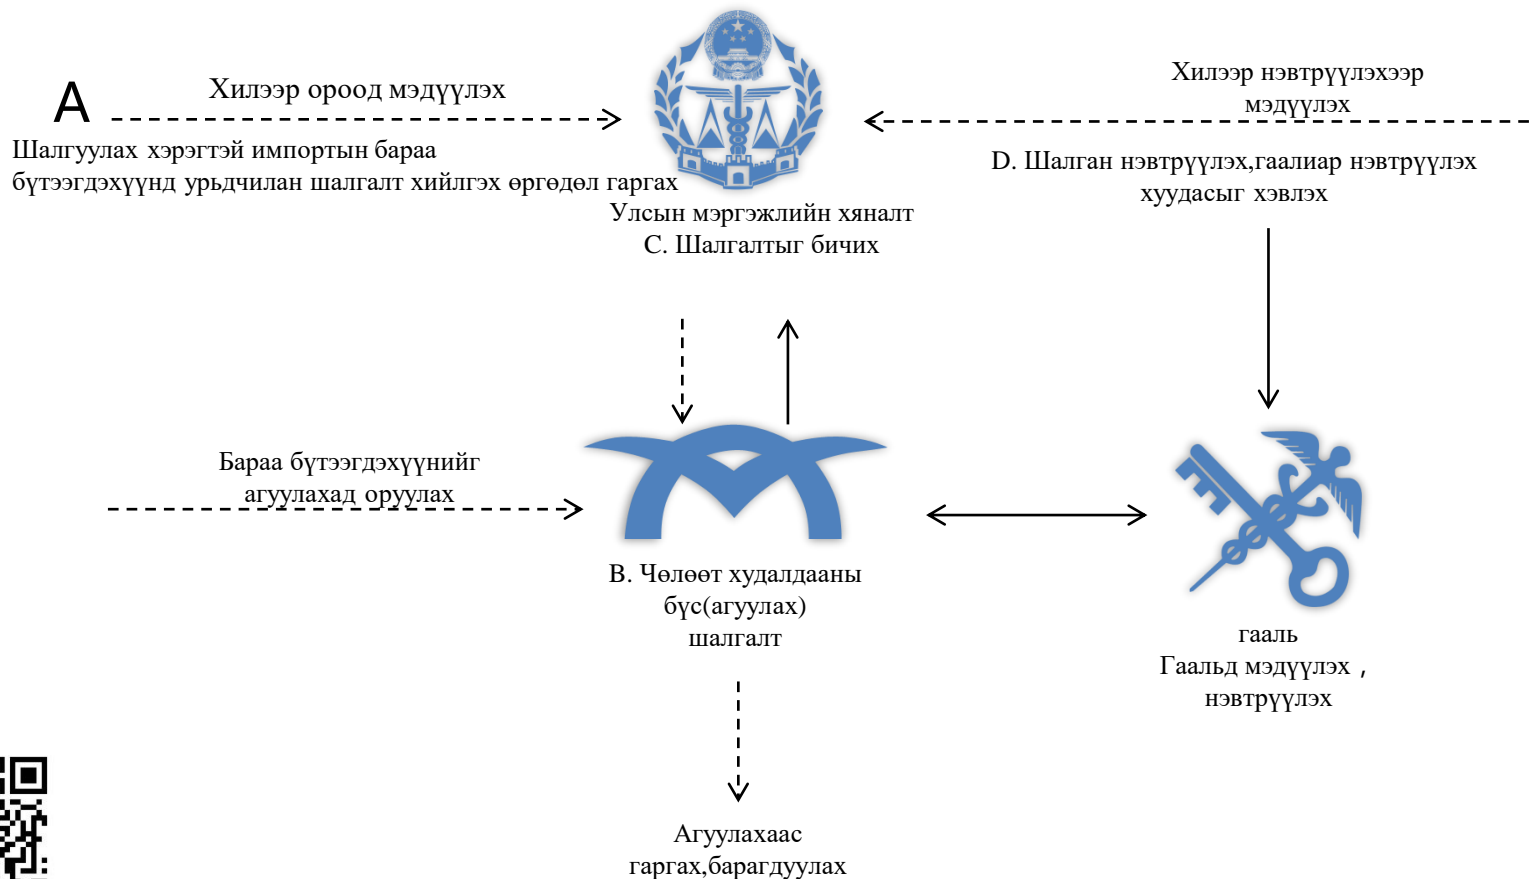 A
Хилээр ороод мэдүүлэх
Шалгуулах хэрэгтэй импортын бараа
бүтээгдэхүүнд урьдчилан шалгалт хийлгэх өргөдөл гаргах
Хилээр нэвтрүүлэхээр
мэдүүлэх
D. Шалган нэвтрүүлэх,гаалиар нэвтрүүлэх
хуудасыг хэвлэх
Улсын мэргэжлийн хяналт
C. Шалгалтыг бичих
Бараа бүтээгдэхүүнийг
агуулахад оруулах
B. Чөлөөт худалдааны
бүс(агуулах)
шалгалт
гааль
Гаальд мэдүүлэх ,
нэвтрүүлэх
Агуулахаас
гаргах,барагдуулах